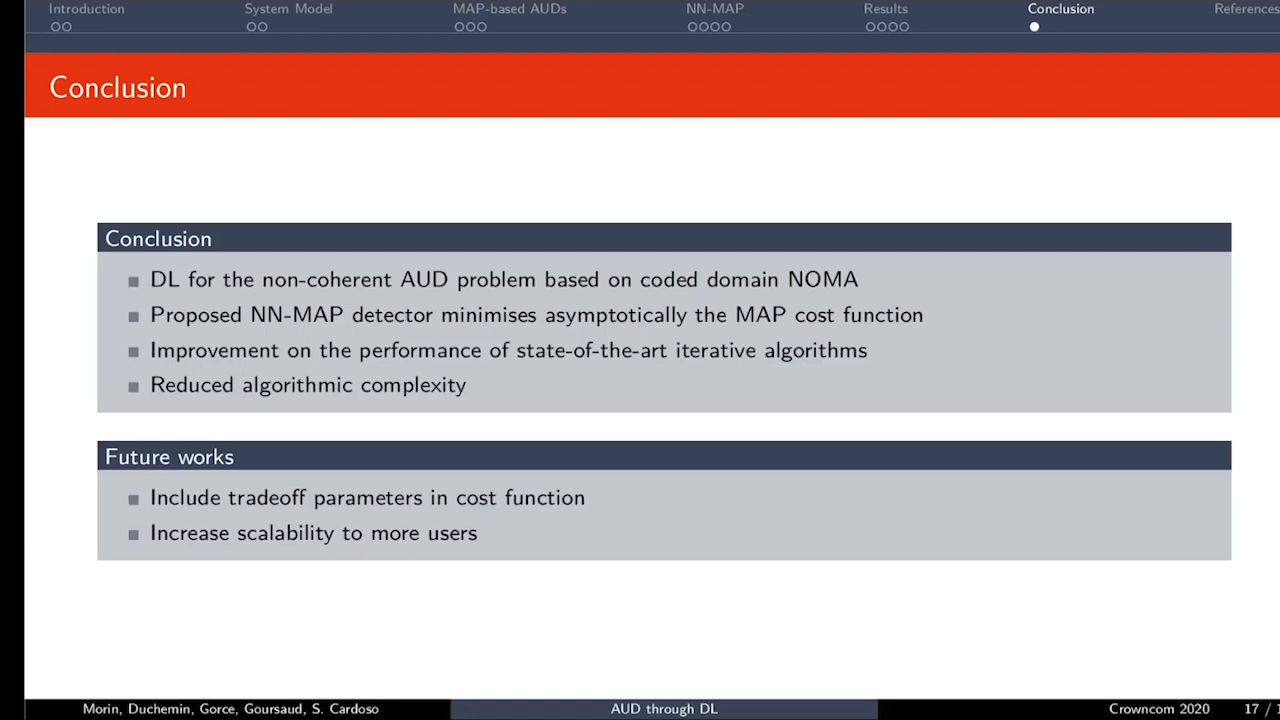 Introduction System Model MAP-based AUDs NN-MAP Results Conclusion References
Conclusion
Conclusion
DL for the non-coherent AUD problem based on coded domain NOMA
Proposed NN-MAP detector minimises asymptotically the MAP cost function
Improvement on the performance of state-of-the-art iterative algorithms
Reduced algorithmic complexity
Future works
Include tradeoff parameters in cost function
Increase scalability to more users
Morin, Duchemin, Gorce, Goursaud, S. Cardoso AUD through DL Crowncom 2020 17 /